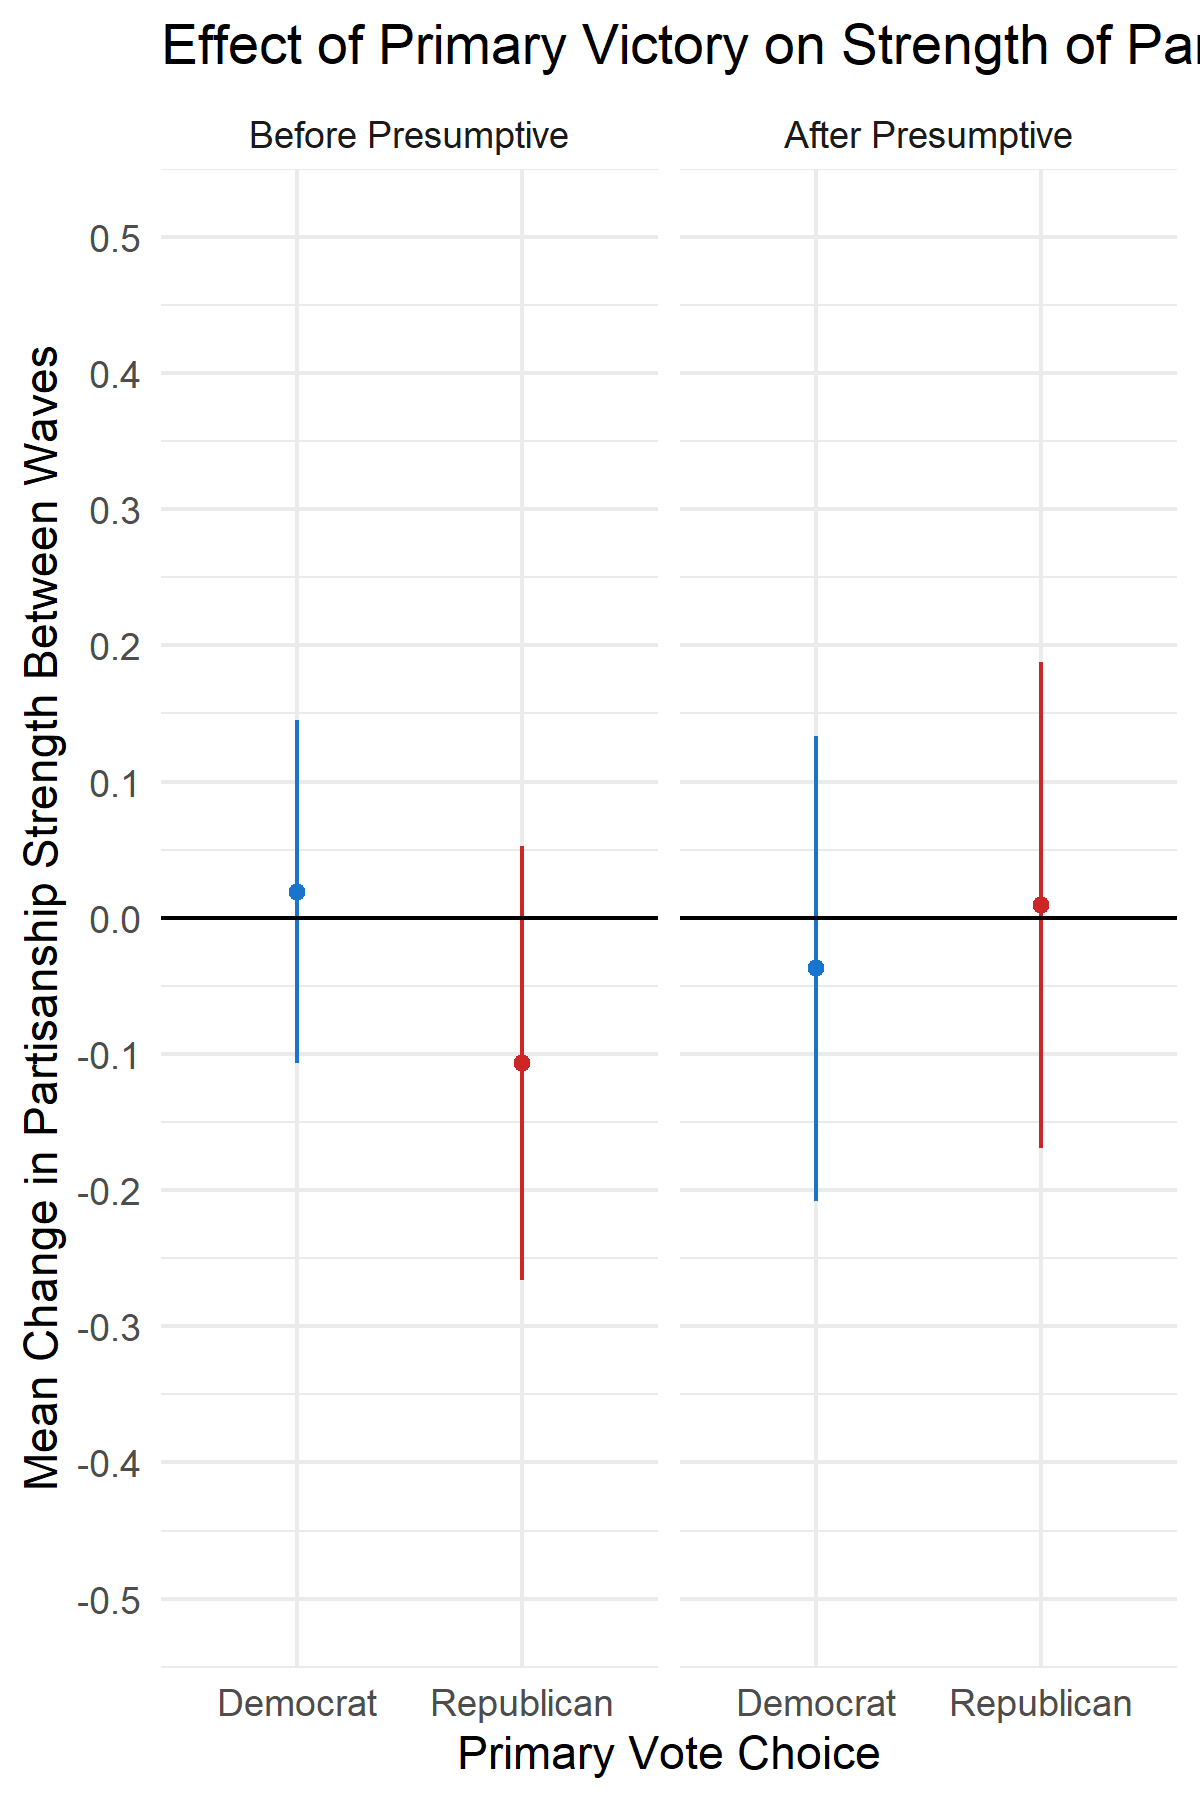 Effect of Primary Victory on Strength of
Before Presumptive
After Presumptive
Mean Change in Partisanship Strength Between Waves
0.5
0.4
0.3
0.2
0.1
0.0
-0.1
-0.2
-0.3
-0.4
-0.5
Democrat
Republican
Democrat
Republican
Primary Vote Choice